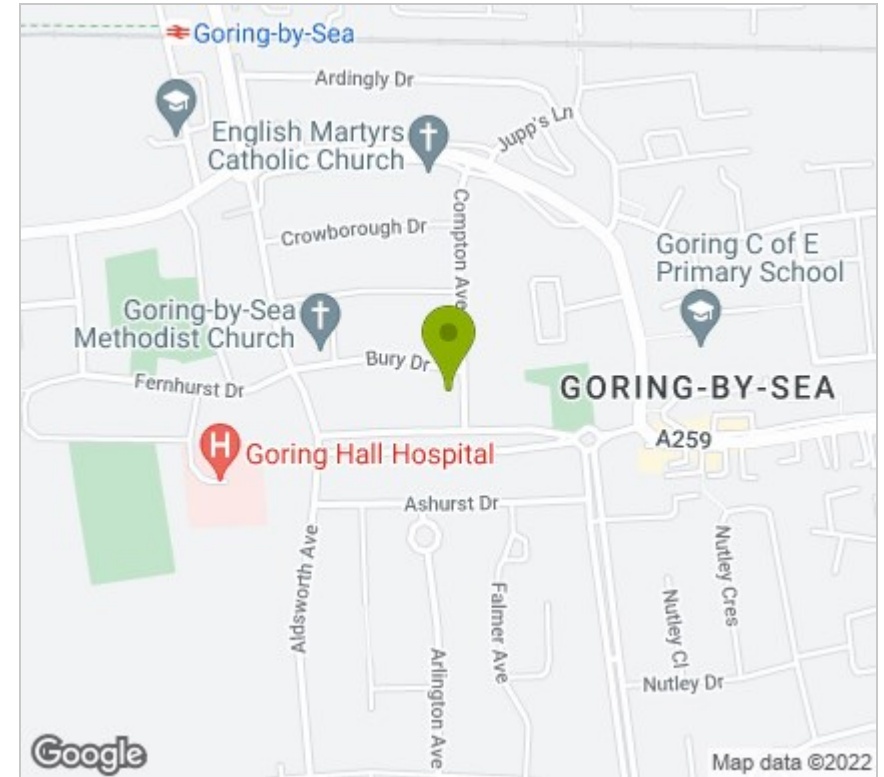 Goring-by-Sea
Ardingly Dr
Jupp's Ln
English Martyrs
Catholic Church
Compton Ave
Crowborough Dr
Goring C of E
Primary School
Goring-by-Sea
Methodist Church
Bury Dr
Fernhurst Dr
GORING-BY-SEA
A259
H
Goring Hall Hospital
Ashurst Dr
Aldsworth Ave
Falmer Ave
Nutley Cres
Nutley Cl
Arlington Ave
Nutley Dr
Google
Map data ©2022